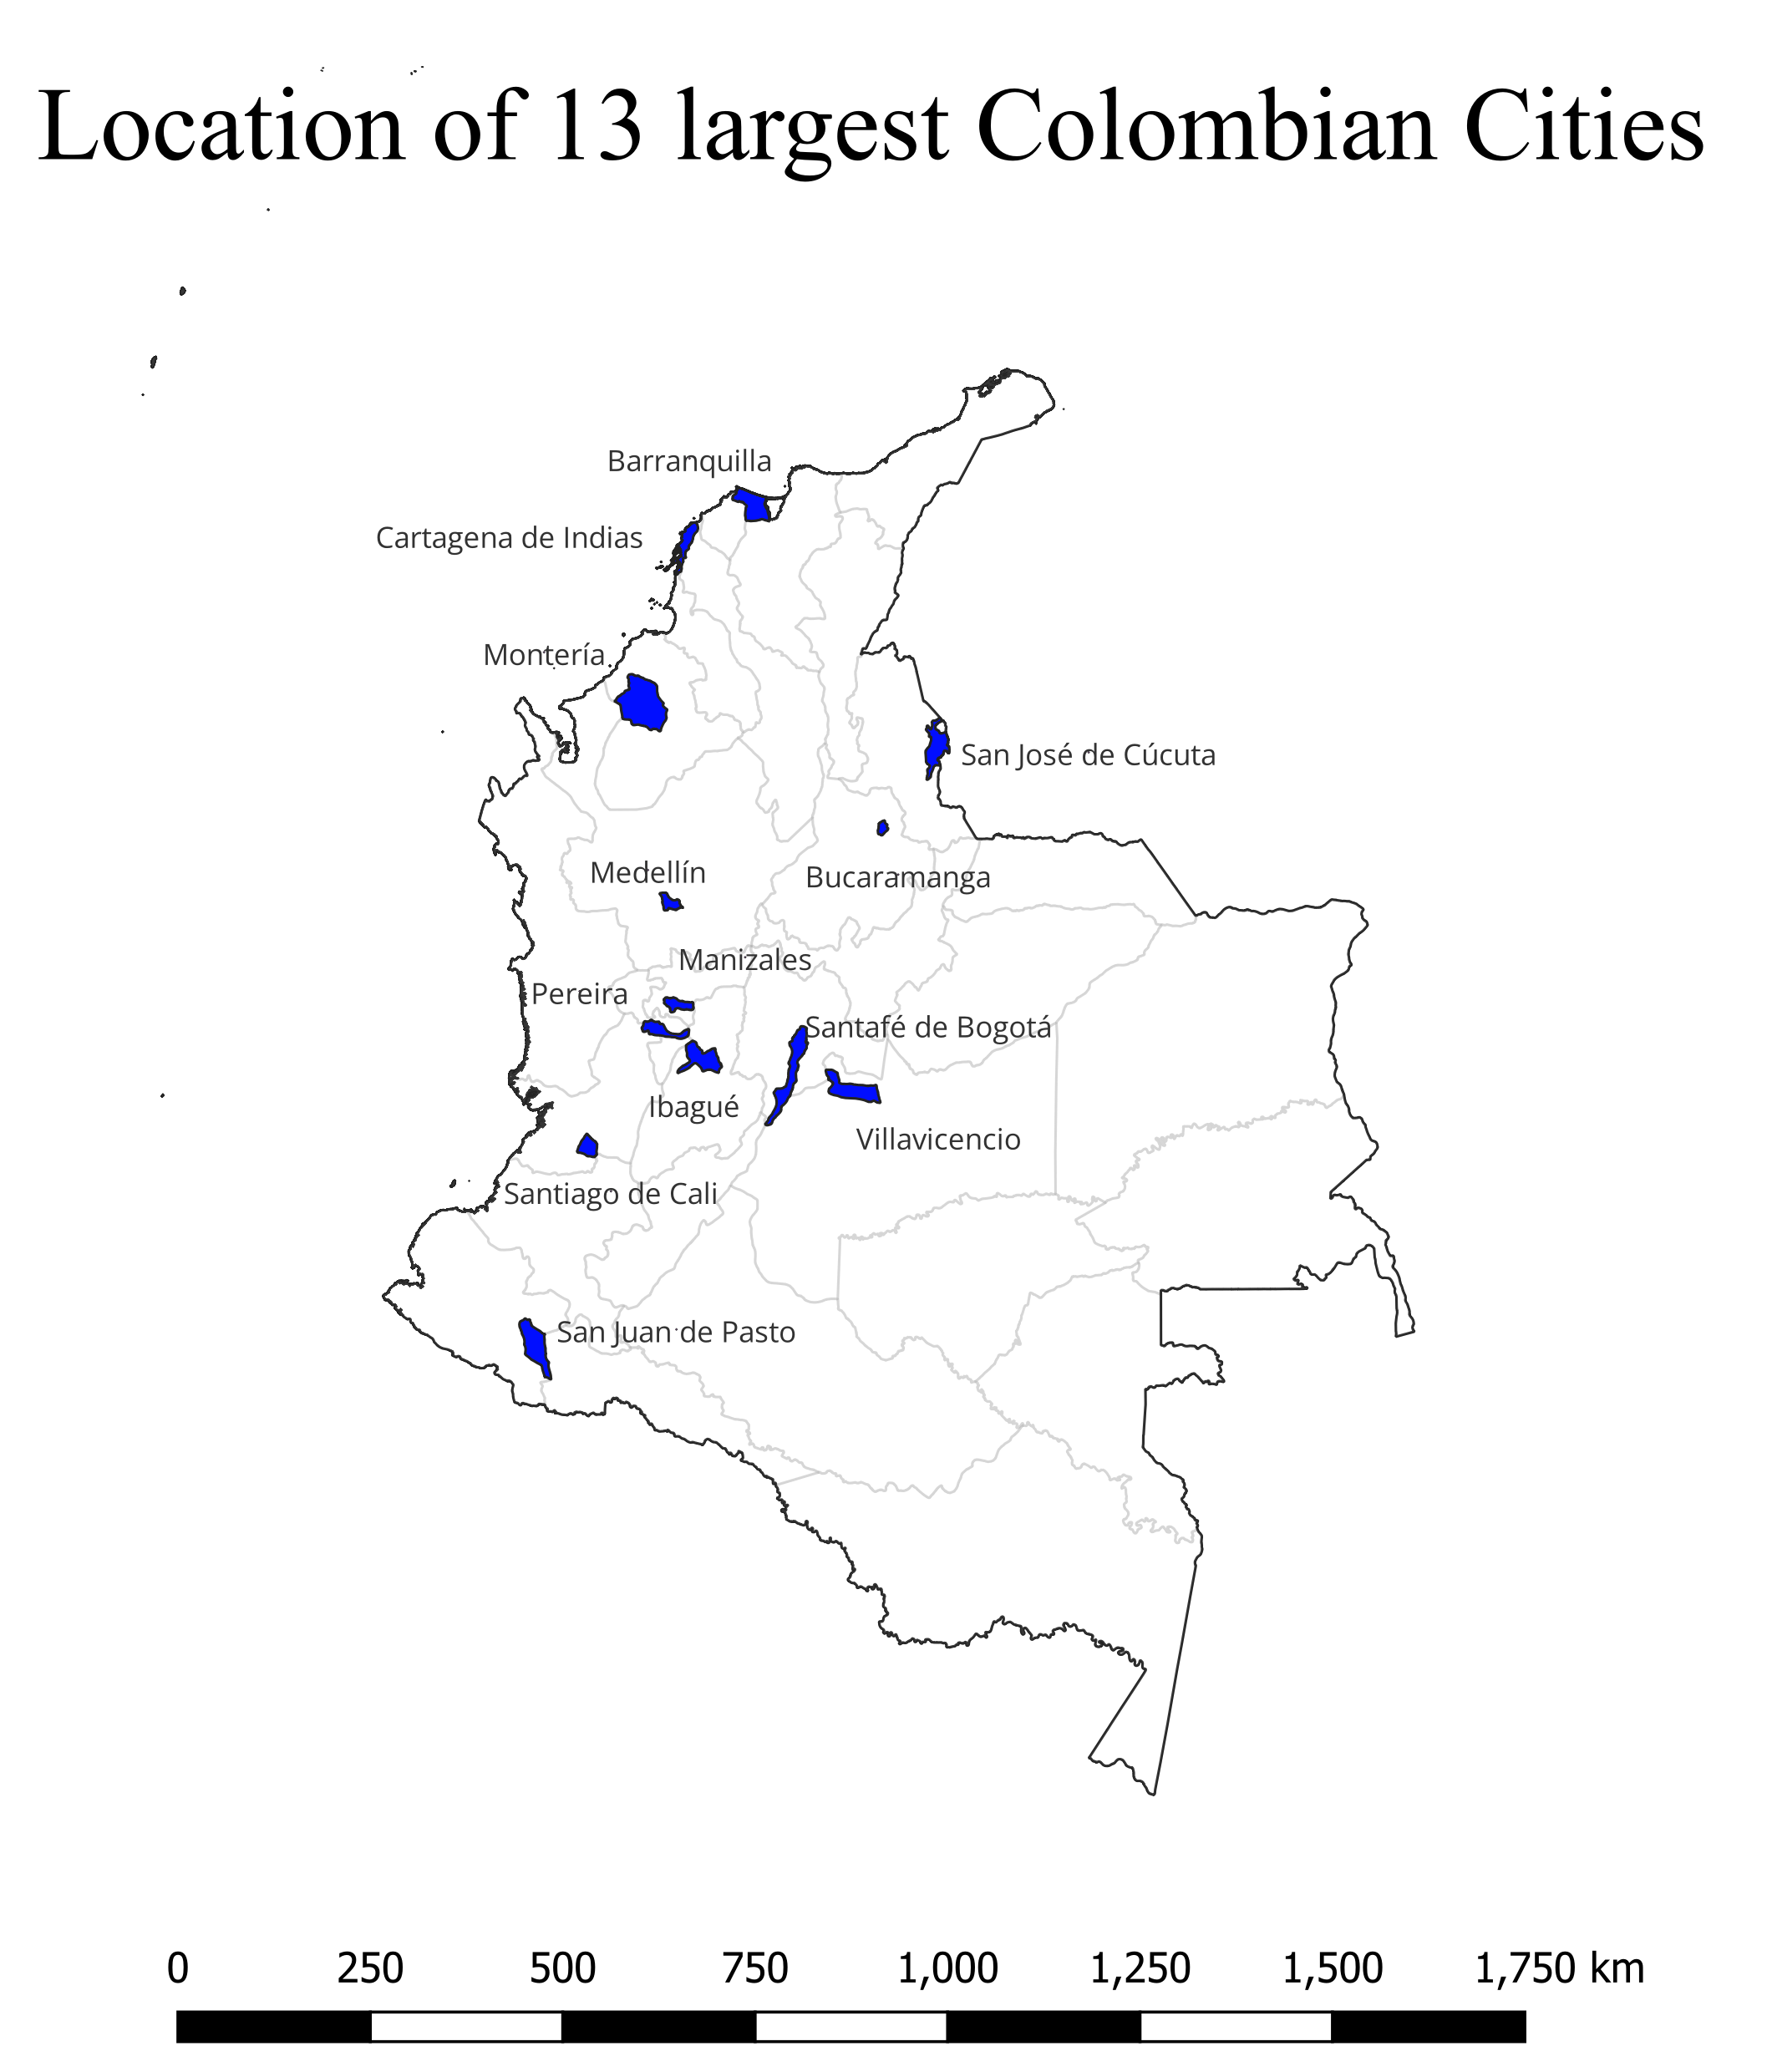 Location of 13 largest Colombian Cities
Barranquilla
Cartagena de Indias
Montería
San José de Cúcuta
Medellín
Bucaramanga
Manizales
Pereira
Santafé de Bogotá
Ibagué
Villavicencio
Santiago de Cali
San Juan de Pasto
0 250 500 750 1,000 1,250 1,500 1,750 km